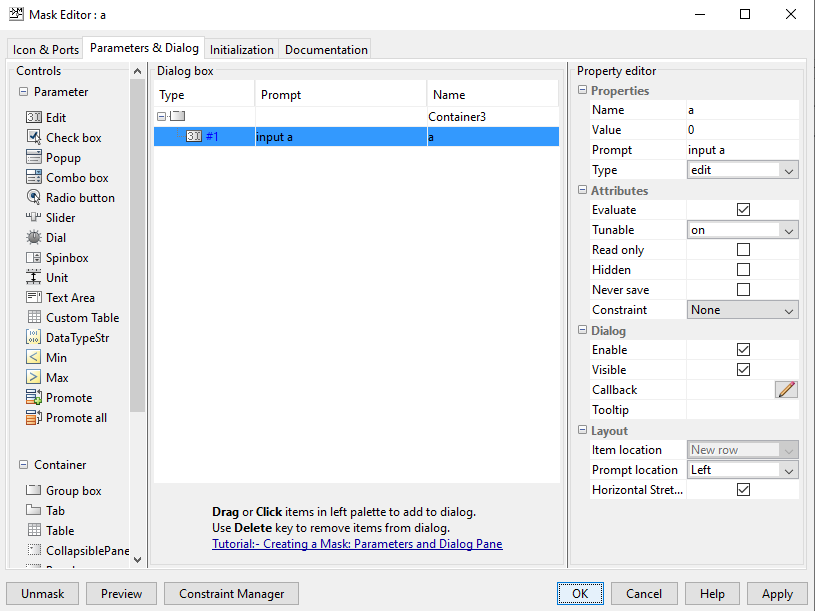 Mask Editor : a
Icon & Ports Parameters & Dialog Initialization Documentation
Controls
Parameter
Edit
Check box
Popup
Combo box
Radio button
Slider
Dial
Spinbox
Unit
Text Area
Custom Table
DataTypeStr
Min
Max
Promote
Promote all
Container
Group box
Tab
Table
CollapsiblePane
Dialog box
Type Prompt Name
Container3
#1 input a a
Drag or Click items in left palette to add to dialog.
Use Delete key to remove items from dialog.
Tutorial:- Creating a Mask: Parameters and Dialog Pane
Property editor
Properties
Name a
Value 0
Prompt input a
Type edit
Attributes
Evaluate
Tunable on
Read only
Hidden
Never save
Constraint None
Dialog
Enable
Visible
Callback
Tooltip
Layout
Item location New row
Prompt location Left
Horizontal Stret...
Unmask Preview Constraint Manager OK Cancel Help Apply